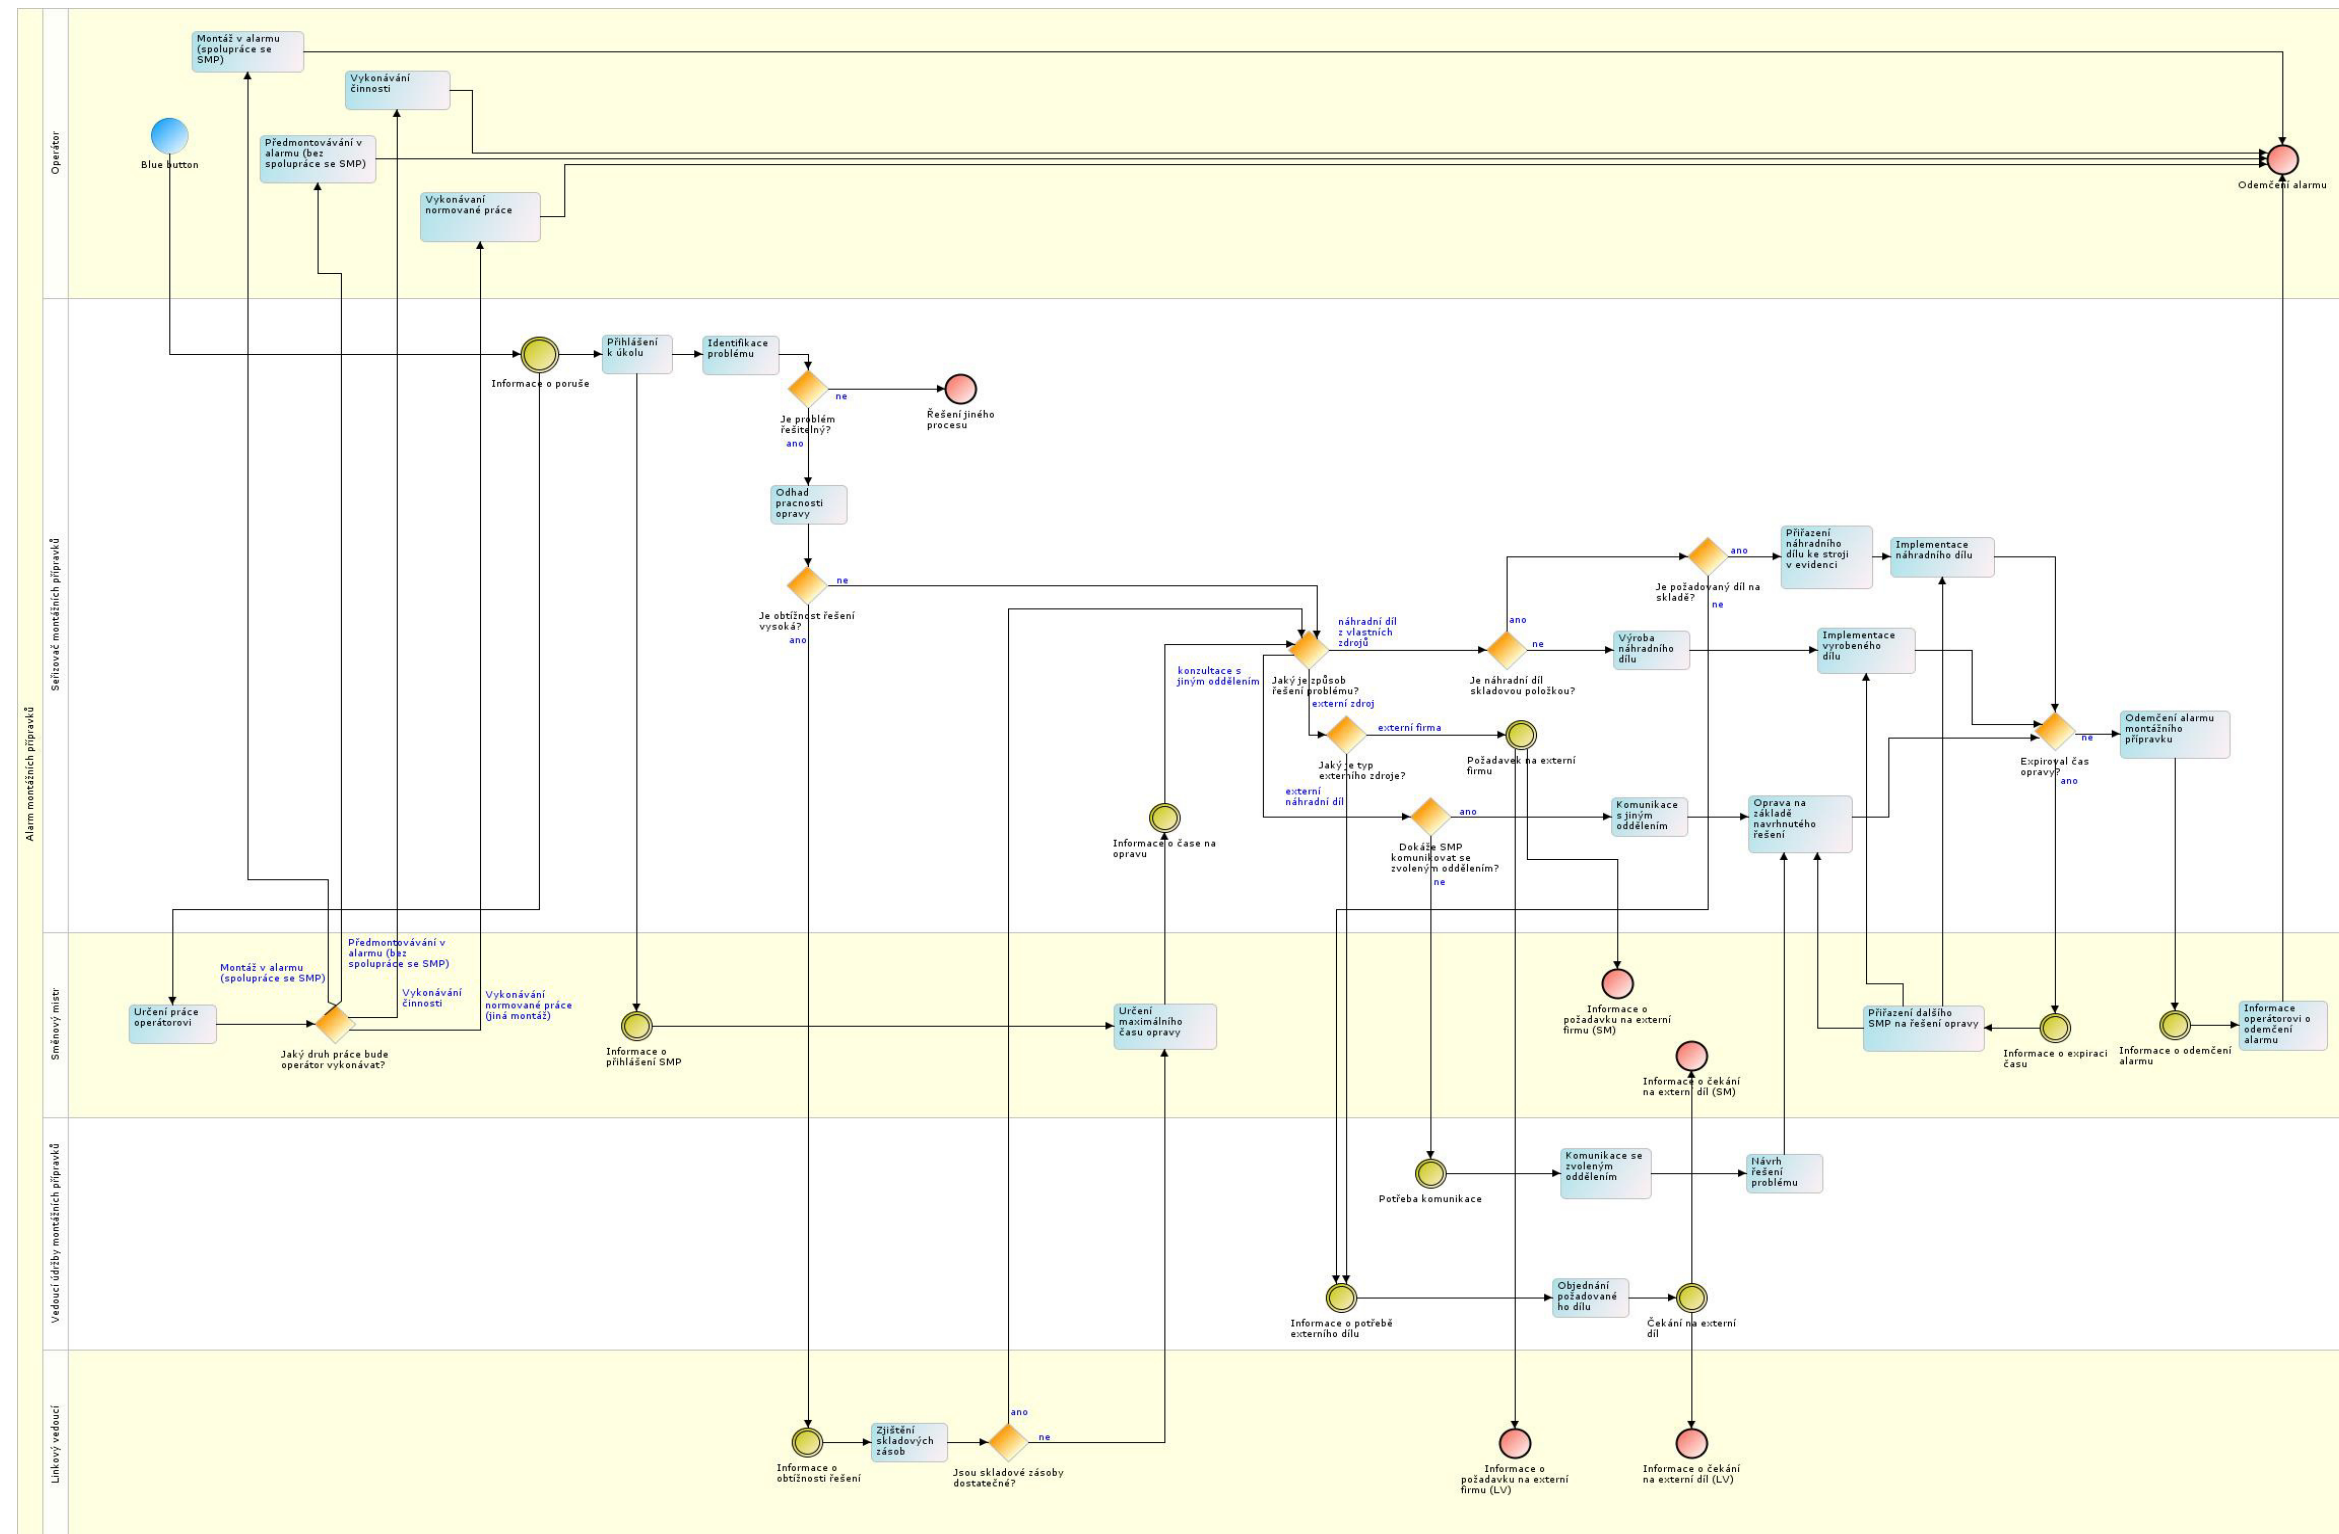 Alarm montážních přípravků
Operátor
Montáž v alarmu
(spolupráce se
SMP)
Vykonávání
činnosti
Blue button
Předmontovávání v
alarmu (bez
spolupráce se SMP)
Vykonávaní
normované práce
Odemčení alarmu
Seřizovač montážních přípravků
Informace o poruše
Přihlášení
k úkolu
Identifikace
problému
Je problém
řešitelný?
ne
ano
Řešení jiného
procesu
Odhad
pracnosti
opravy
Je obtížnost řešení
vysoká?
ne
ano
Informace o čase na
opravu
konzultace s
jiným oddělením
Jaký je způsob
řešení problému?
náhradní díl
z vlastních
zdrojů
externí zdroj
Je náhradní díl
skladovou položkou?
ano
ne
Je požadovaný díl na
skladě?
ano
ne
Přiřazení
náhradního
dílu ke stroji
v evidenci
Implementace
náhradního dílu
Výroba
náhradního
dílu
Implementace
vyrobeného
dílu
Jaký je typ
externího zdroje?
externí firma
externí
náhradní díl
Požadavek na externí
firmu
Dokáže SMP
komunikovat se
zvoleným oddělením?
ano
ne
Komunikace
s jiným
oddělením
Oprava na
základě
navrhnutého
řešení
Expiroval čas
opravy?
ne
ano
Odemčení alarmu
montážního
přípravku
Směnový mistr
Určení práce
operátorovi
Jaký druh práce bude
operátor vykonávat?
Montáž v alarmu
(spolupráce se SMP)
Předmontovávání v
alarmu (bez
spolupráce se SMP)
Vykonávání
činnosti
Vykonávání
normované práce
(jiná montáž)
Informace o
přihlášení SMP
Určení
maximálního
času opravy
Informace o
požadavku na externí
firmu (SM)
Informace o čekání
na externí díl (SM)
Přiřazení dalšího
SMP na řešení opravy
Informace o expiraci
času
Informace o odemčení
alarmu
Informace
operátorovi o
odemčení
alarmu
Vedoucí údržby montážních přípravků
Potřeba komunikace
Komunikace se
zvoleným
oddělením
Návrh
řešení
problému
Informace o potřebě
externího dílu
Objednání
požadované
ho dílu
Čekání na externí
díl
Linkový vedoucí
Informace o
obtížnosti řešení
Zjištění
skladových
zásob
Jsou skladové zásoby
dostatečné?
ano
ne
Informace o
požadavku na externí
firmu (LV)
Informace o čekání
na externí díl (LV)